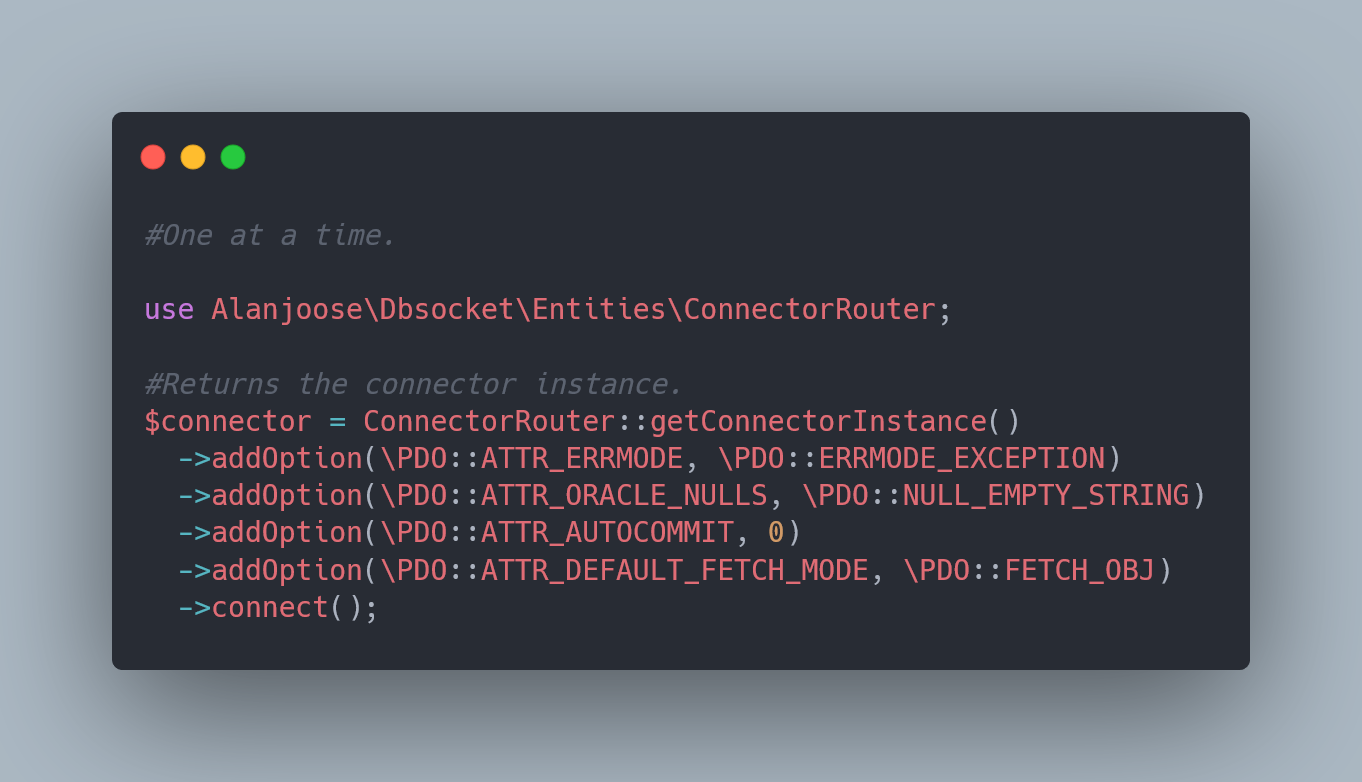 #One at a time.
use Alanjoose\Dbsocket\Entities\ConnectorRouter;
#Returns the connector instance.
$connector = ConnectorRouter::getConnectorInstance()
->addOption(\PDO::ATTR_ERRMODE, \PDO::ERRMODE_EXCEPTION)
->addOption(\PDO::ATTR_ORACLE_NULLS, \PDO::NULL_EMPTY_STRING)
->addOption(\PDO::ATTR_AUTOCOMMIT, 0)
->addOption(\PDO::ATTR_DEFAULT_FETCH_MODE, \PDO::FETCH_OBJ)
->connect();